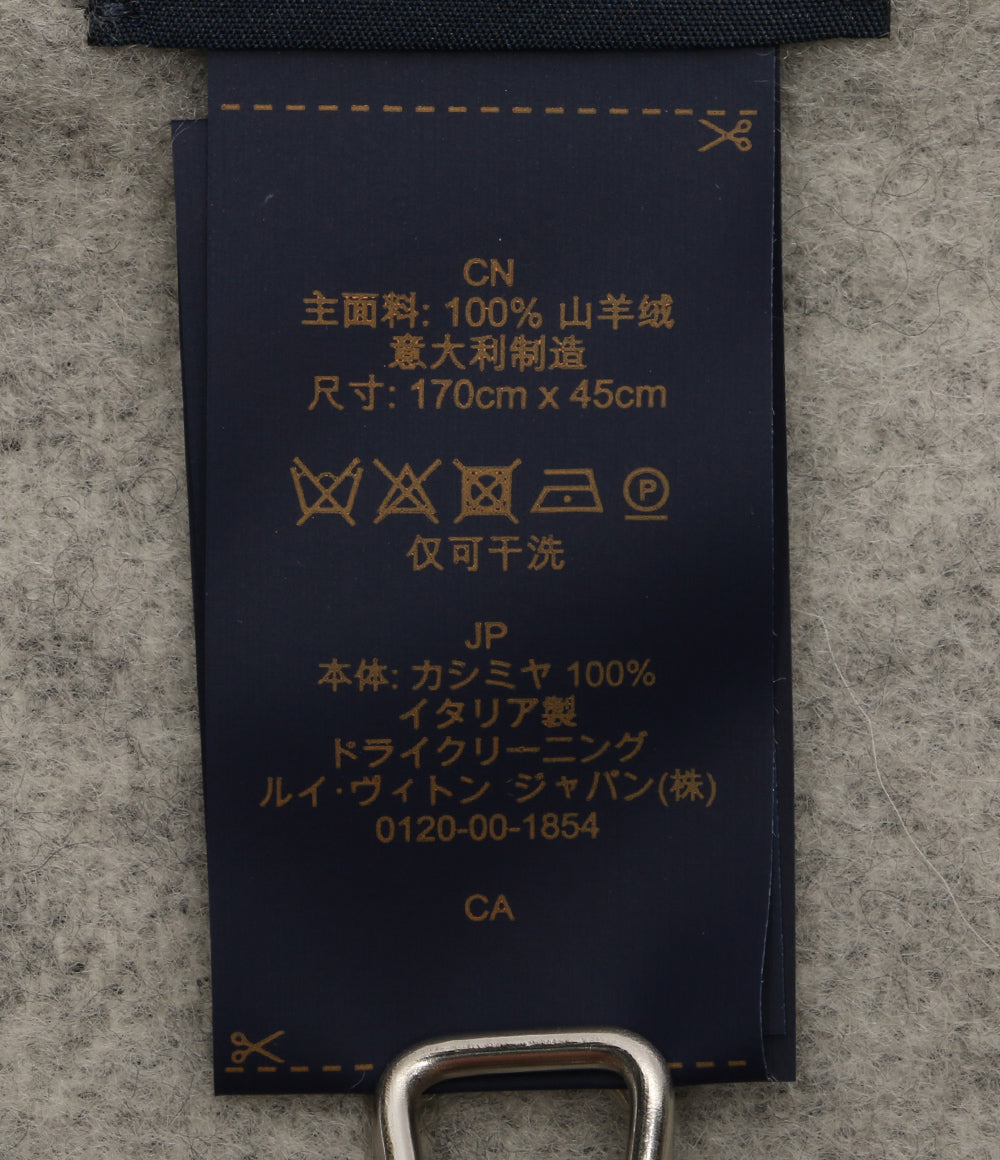 CN
主面料: 100% 山羊绒
意大利制造
尺寸: 170cm x 45cm
P
仅可干洗
JP
本体: カシミヤ 100%
イタリア製
ドライクリーニング
ルイ·ヴィトン ジャパン(株)
0120-00-1854
CA